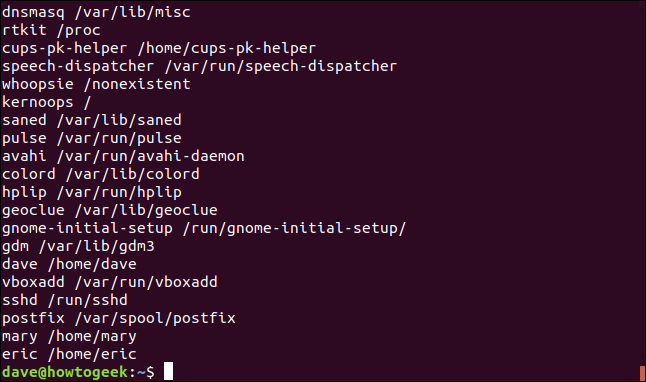 dnsmasq /var/lib/misc
rtkit /proc
cups-pk-helper /home/cups-pk-helper
speech-dispatcher /var/run/speech-dispatcher
whoopsie /nonexistent
kernoops /
saned /var/lib/saned
pulse /var/run/pulse
avahi /var/run/avahi-daemon
colord /var/lib/colord
hplip /var/run/hplip
geoclue /var/lib/geoclue
gnome-initial-setup /run/gnome-initial-setup/
gdm /var/lib/gdm3
dave /home/dave
vboxadd /var/run/vboxadd
sshd /run/sshd
postfix /var/spool/postfix
mary /home/mary
eric /home/eric
dave@howtogeek:~$